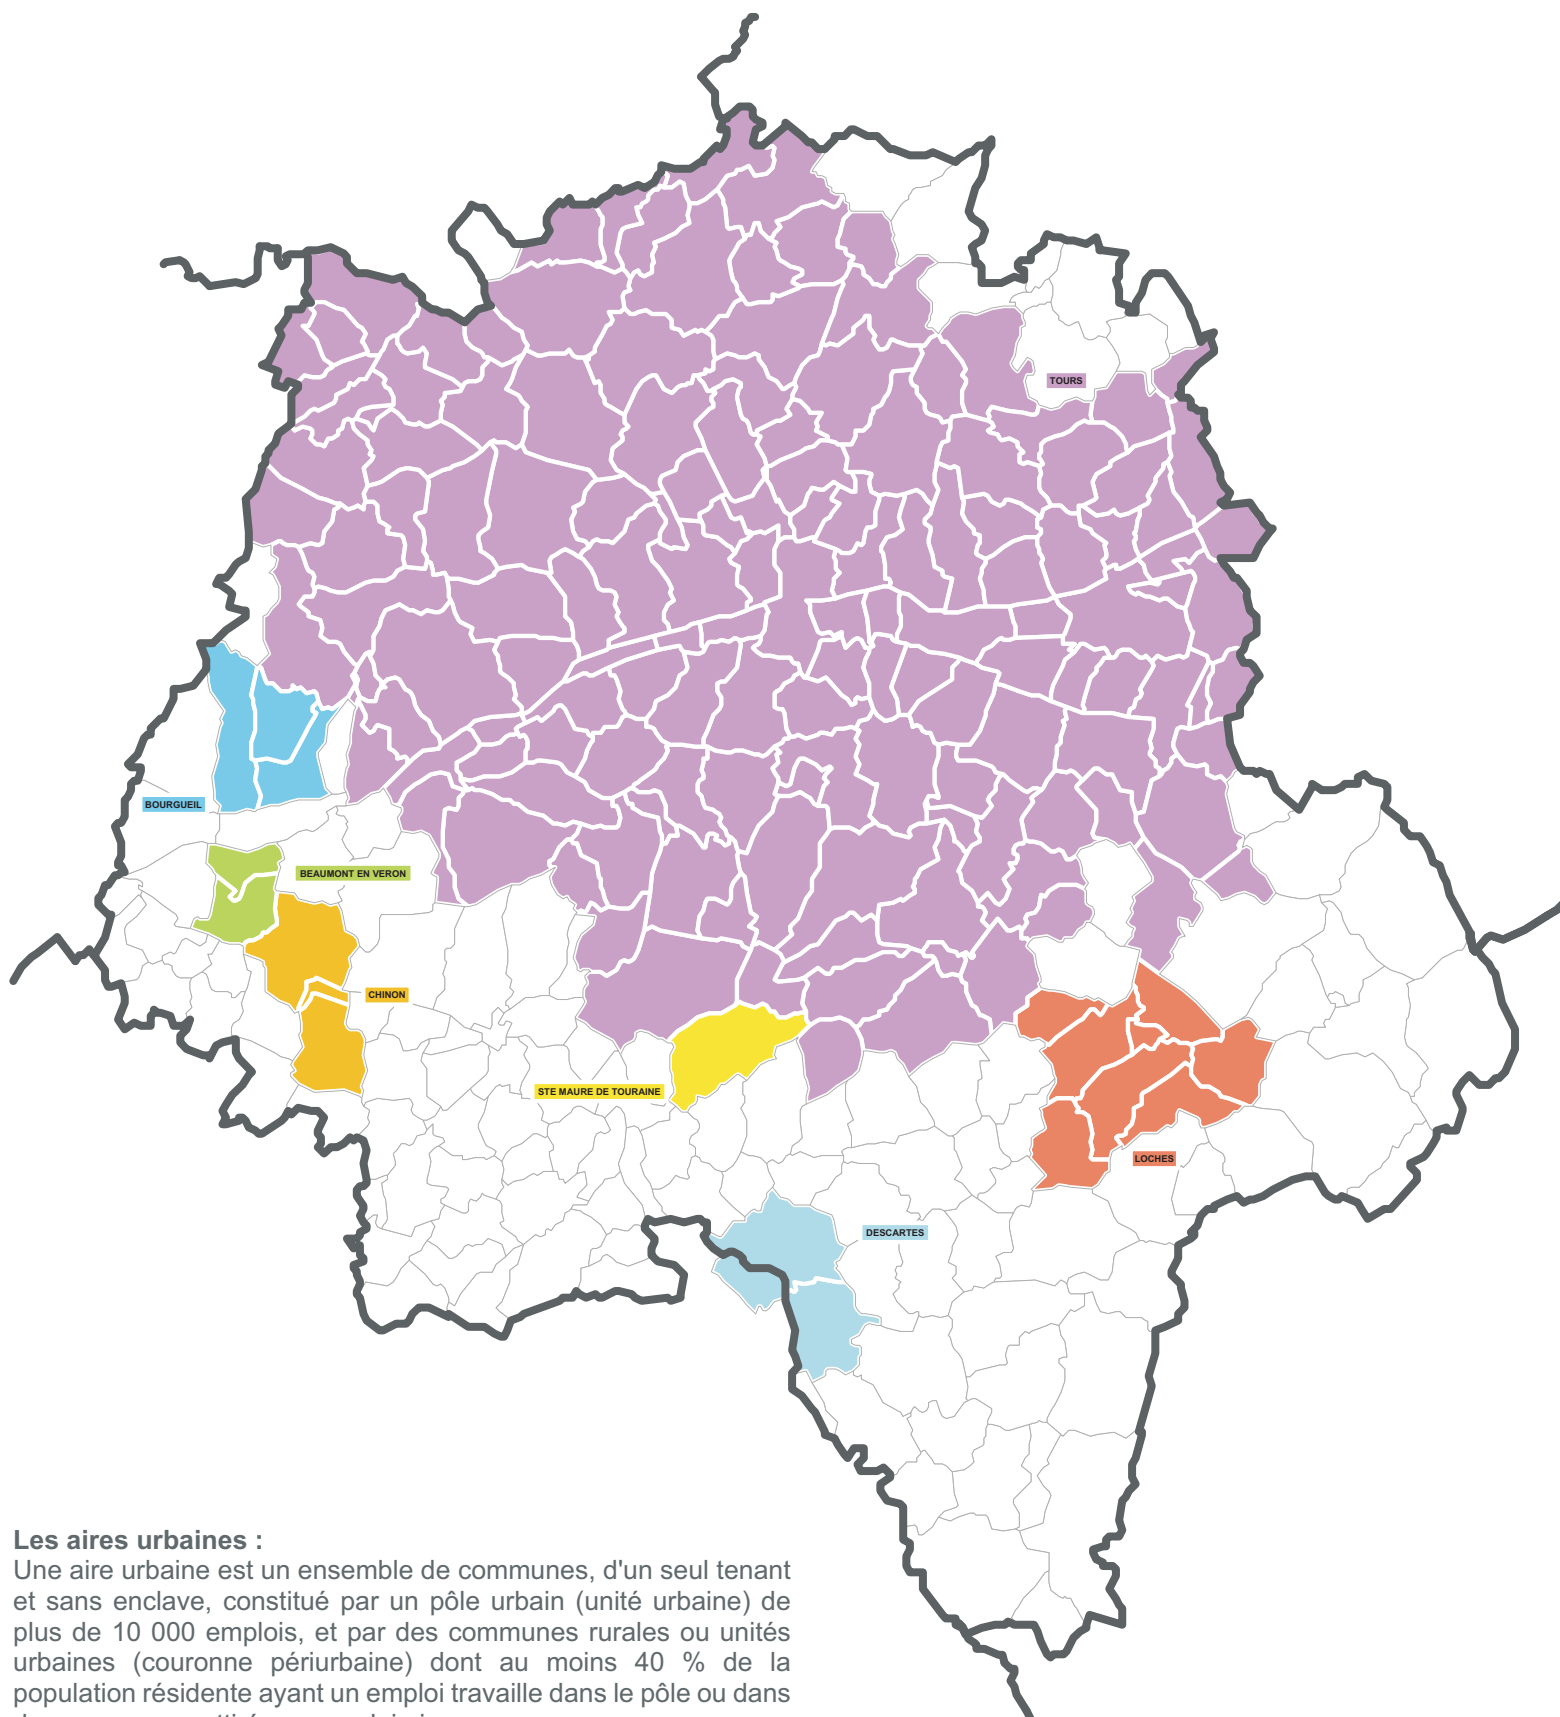 TOURS
BOURGUEIL
BEAUMONT EN VERON
CHINON
STE MAURE DE TOURAINE
LOCHES
DESCARTES
Les aires urbaines :
Une aire urbaine est un ensemble de communes, d'un seul tenant
et sans enclave, constitué par un pôle urbain (unité urbaine) de
plus de 10 000 emplois, et par des communes rurales ou unités
urbaines (couronne périurbaine) dont au moins 40 % de la
population résidente ayant un emploi travaille dans le pôle ou dans